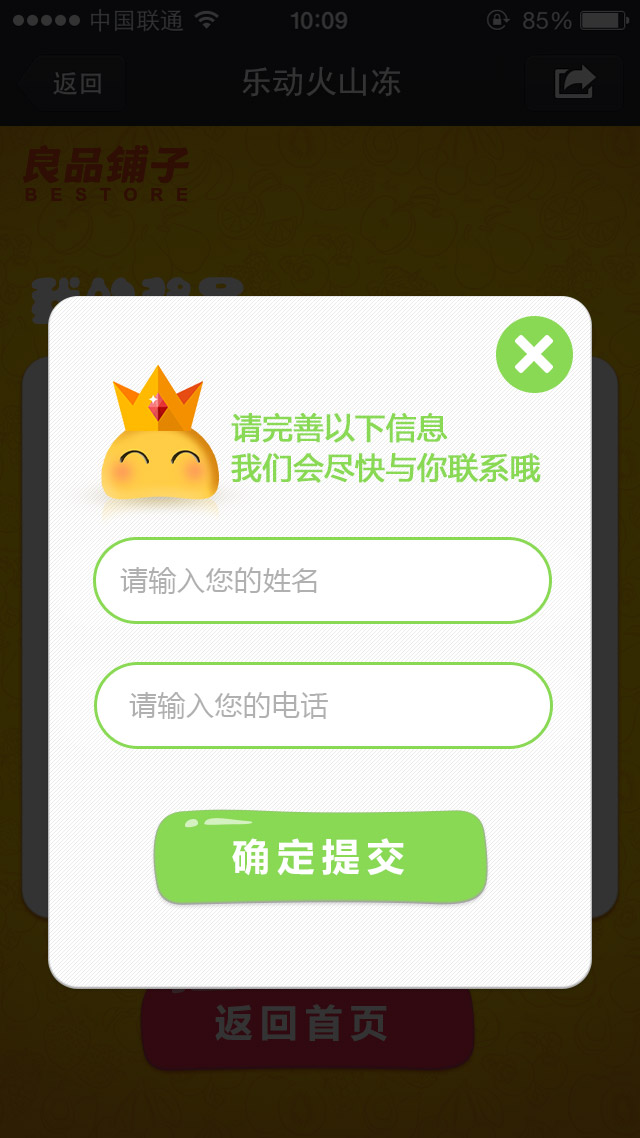 中国联通 10:09 85%
返回 乐动火山冻
良品铺子
BESTORE
请完善以下信息
我们会尽快与你联系哦
请输入您的姓名
请输入您的电话
确定提交
返回首页